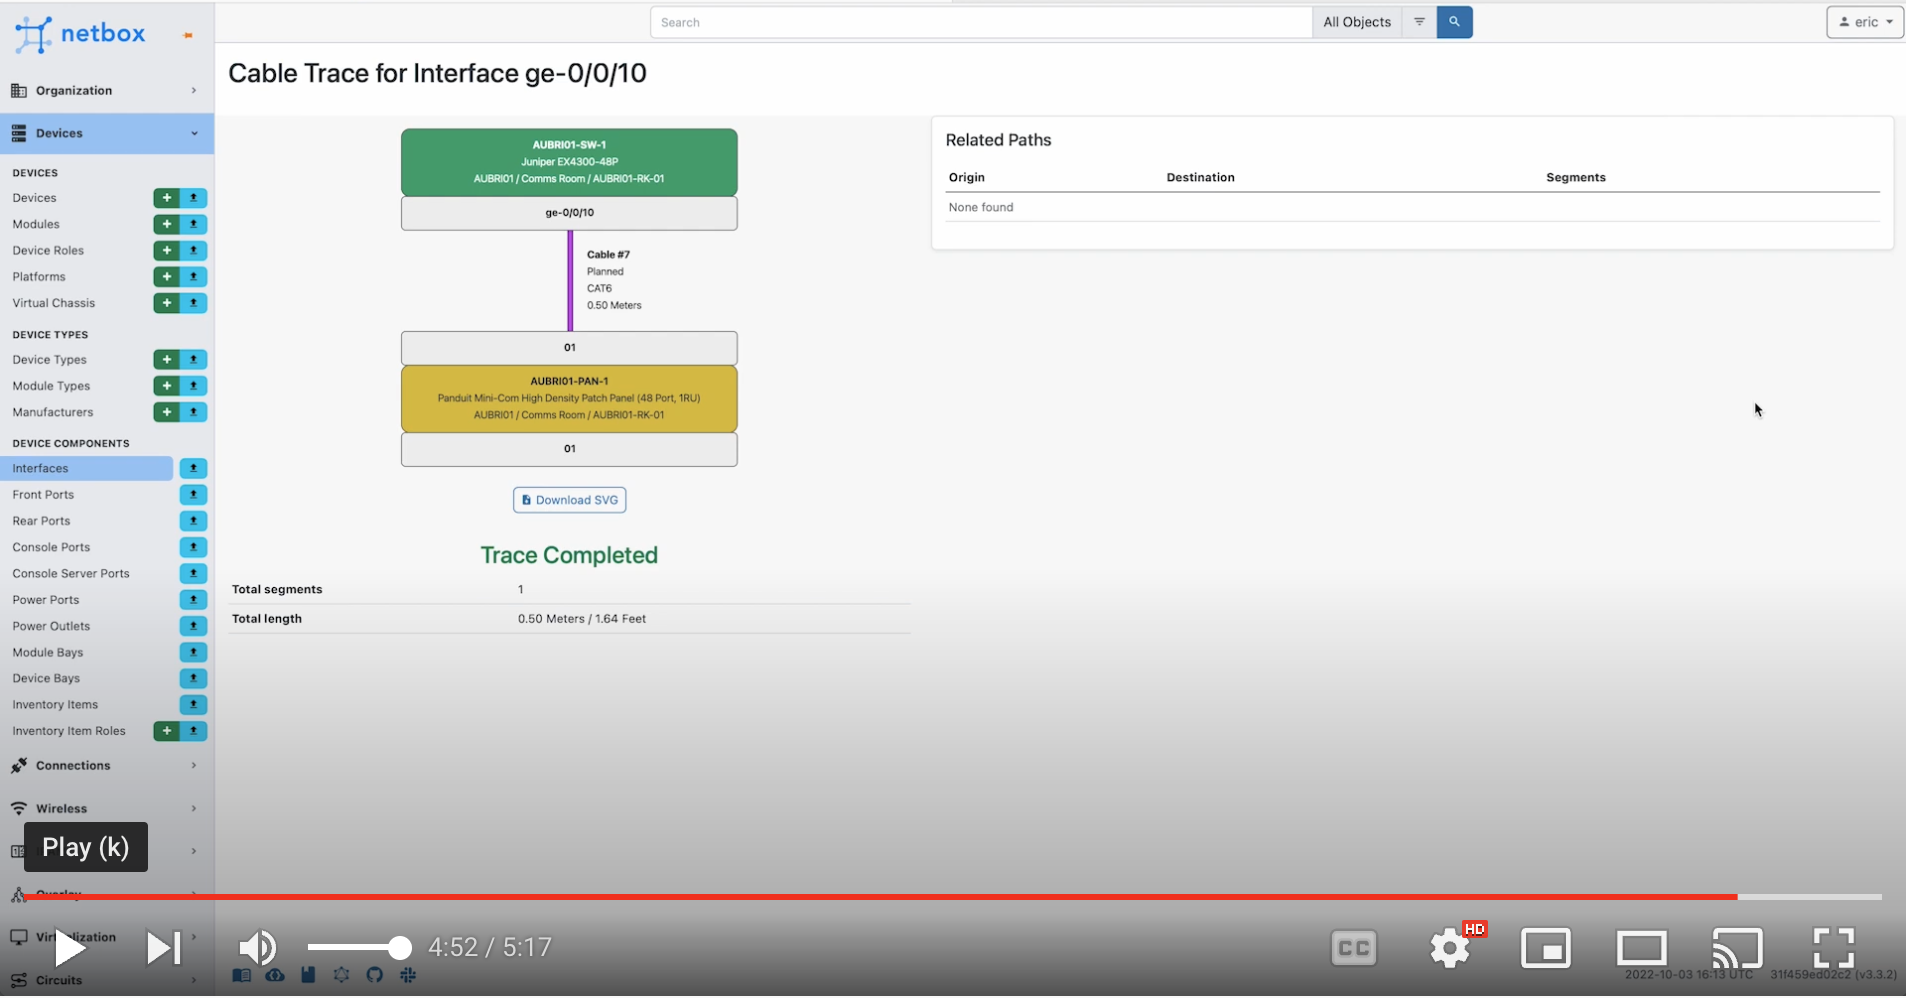 netbox
Search
All Objects
eric
Organization
Devices
DEVICES
Devices
Modules
Device Roles
Platforms
Virtual Chassis
DEVICE TYPES
Device Types
Module Types
Manufacturers
DEVICE COMPONENTS
Interfaces
Front Ports
Rear Ports
Console Ports
Console Server Ports
Power Ports
Power Outlets
Module Bays
Device Bays
Inventory Items
Inventory Item Roles
Connections
Wireless
Overlay
Virtualization
Circuits
Cable Trace for Interface ge-0/0/10
AUBRI01-SW-1
Juniper EX4300-48P
AUBRI01 / Comms Room / AUBRI01-RK-01
ge-0/0/10
Cable #7
Planned
CAT6
0.50 Meters
01
AUBRI01-PAN-1
Panduit Mini-Com High Density Patch Panel (48 Port, 1RU)
AUBRI01 / Comms Room / AUBRI01-RK-01
01
Download SVG
Trace Completed
Total segments 1
Total length 0.50 Meters / 1.64 Feet
Related Paths
Origin Destination Segments
None found
Play (k)
4:52 / 5:17
CC
HD
2022-10-03 16:13 UTC 31f459ed02c2 (v3.3.2)